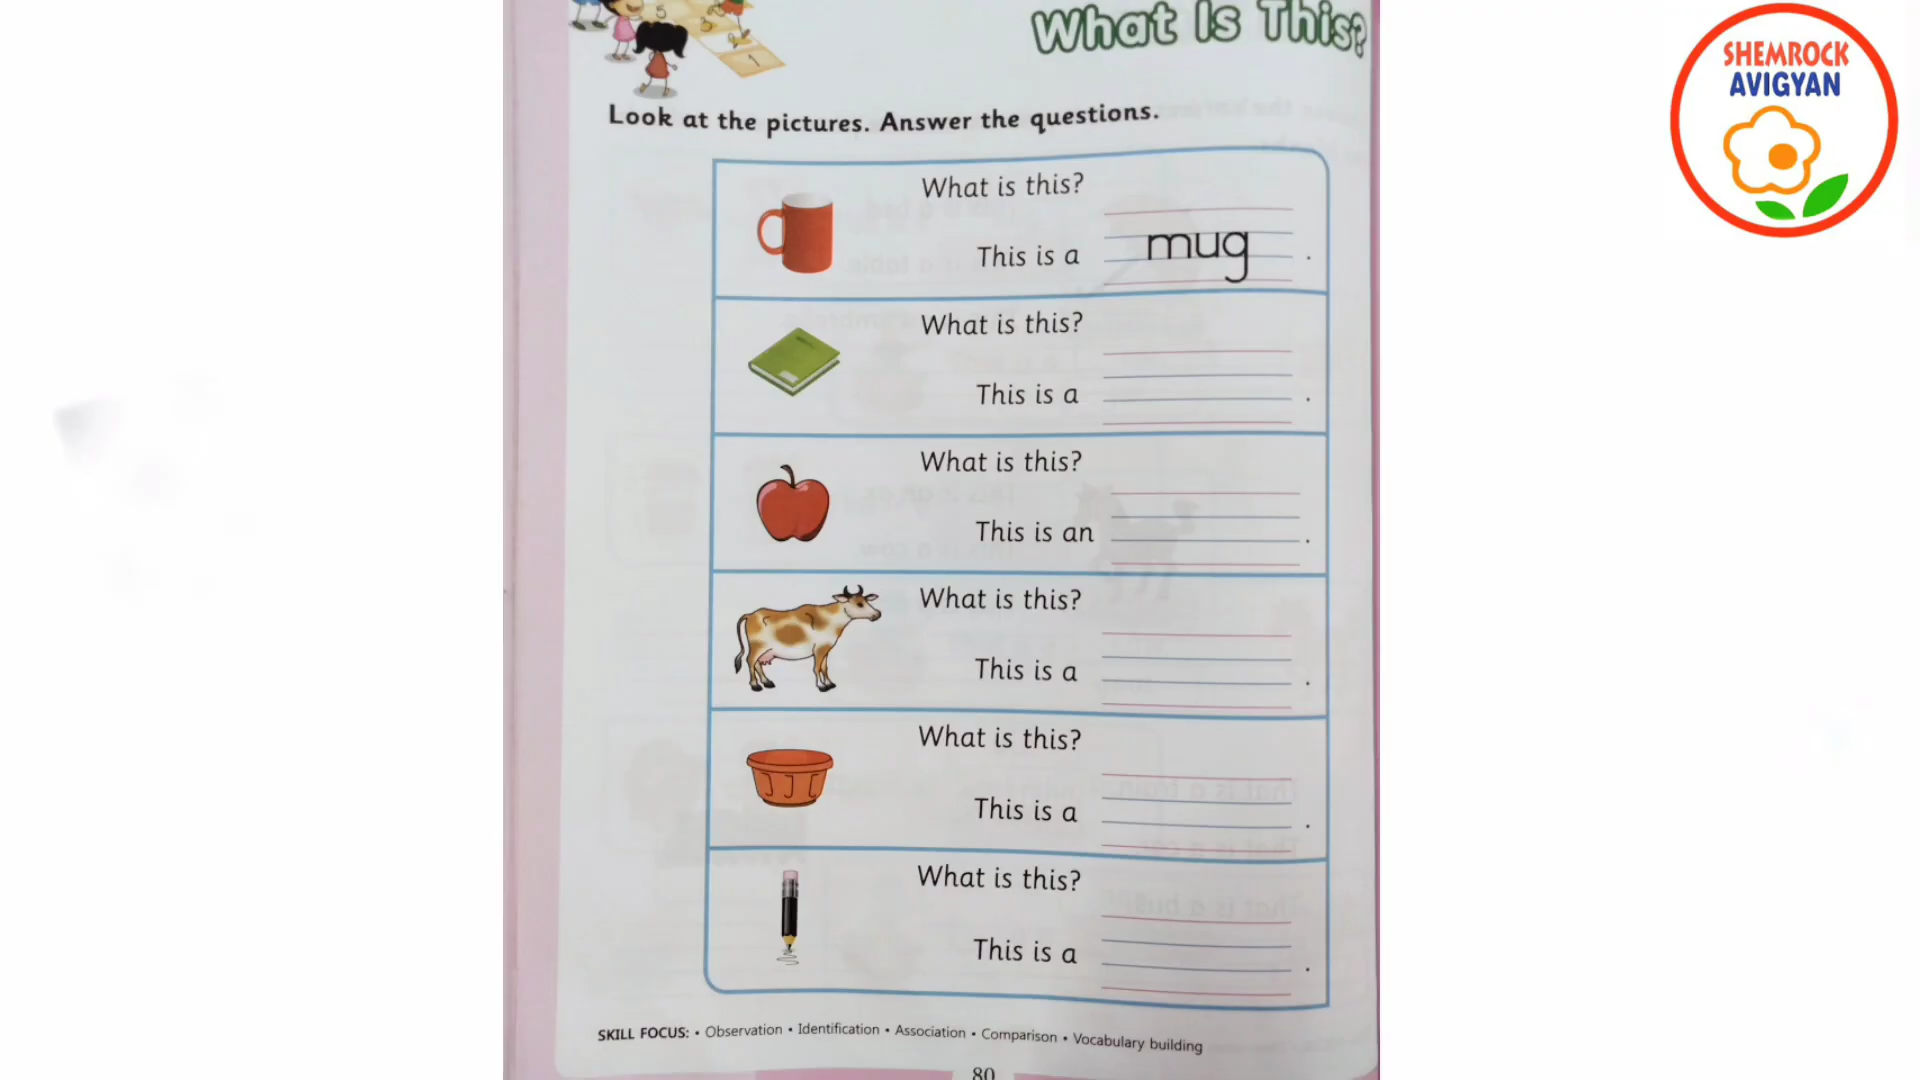 What Is This?
SHEMROCK
AVIGYAN
Look at the pictures. Answer the questions.
What is this?
This is a mug.
What is this?
This is a .
What is this?
This is an .
What is this?
This is a .
What is this?
This is a .
What is this?
This is a .
SKILL FOCUS: • Observation • Identification • Association • Comparison • Vocabulary building
80